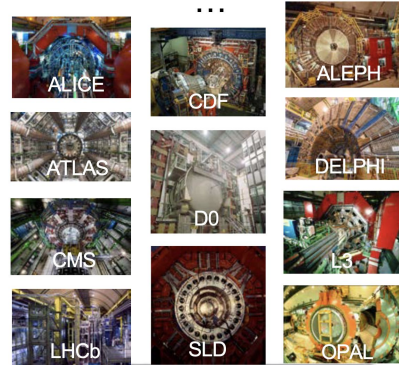 ...
ALICE
ATLAS
CMS
LHCb
CDF
D0
SLD
ALEPH
DELPHI
L3
OPAL